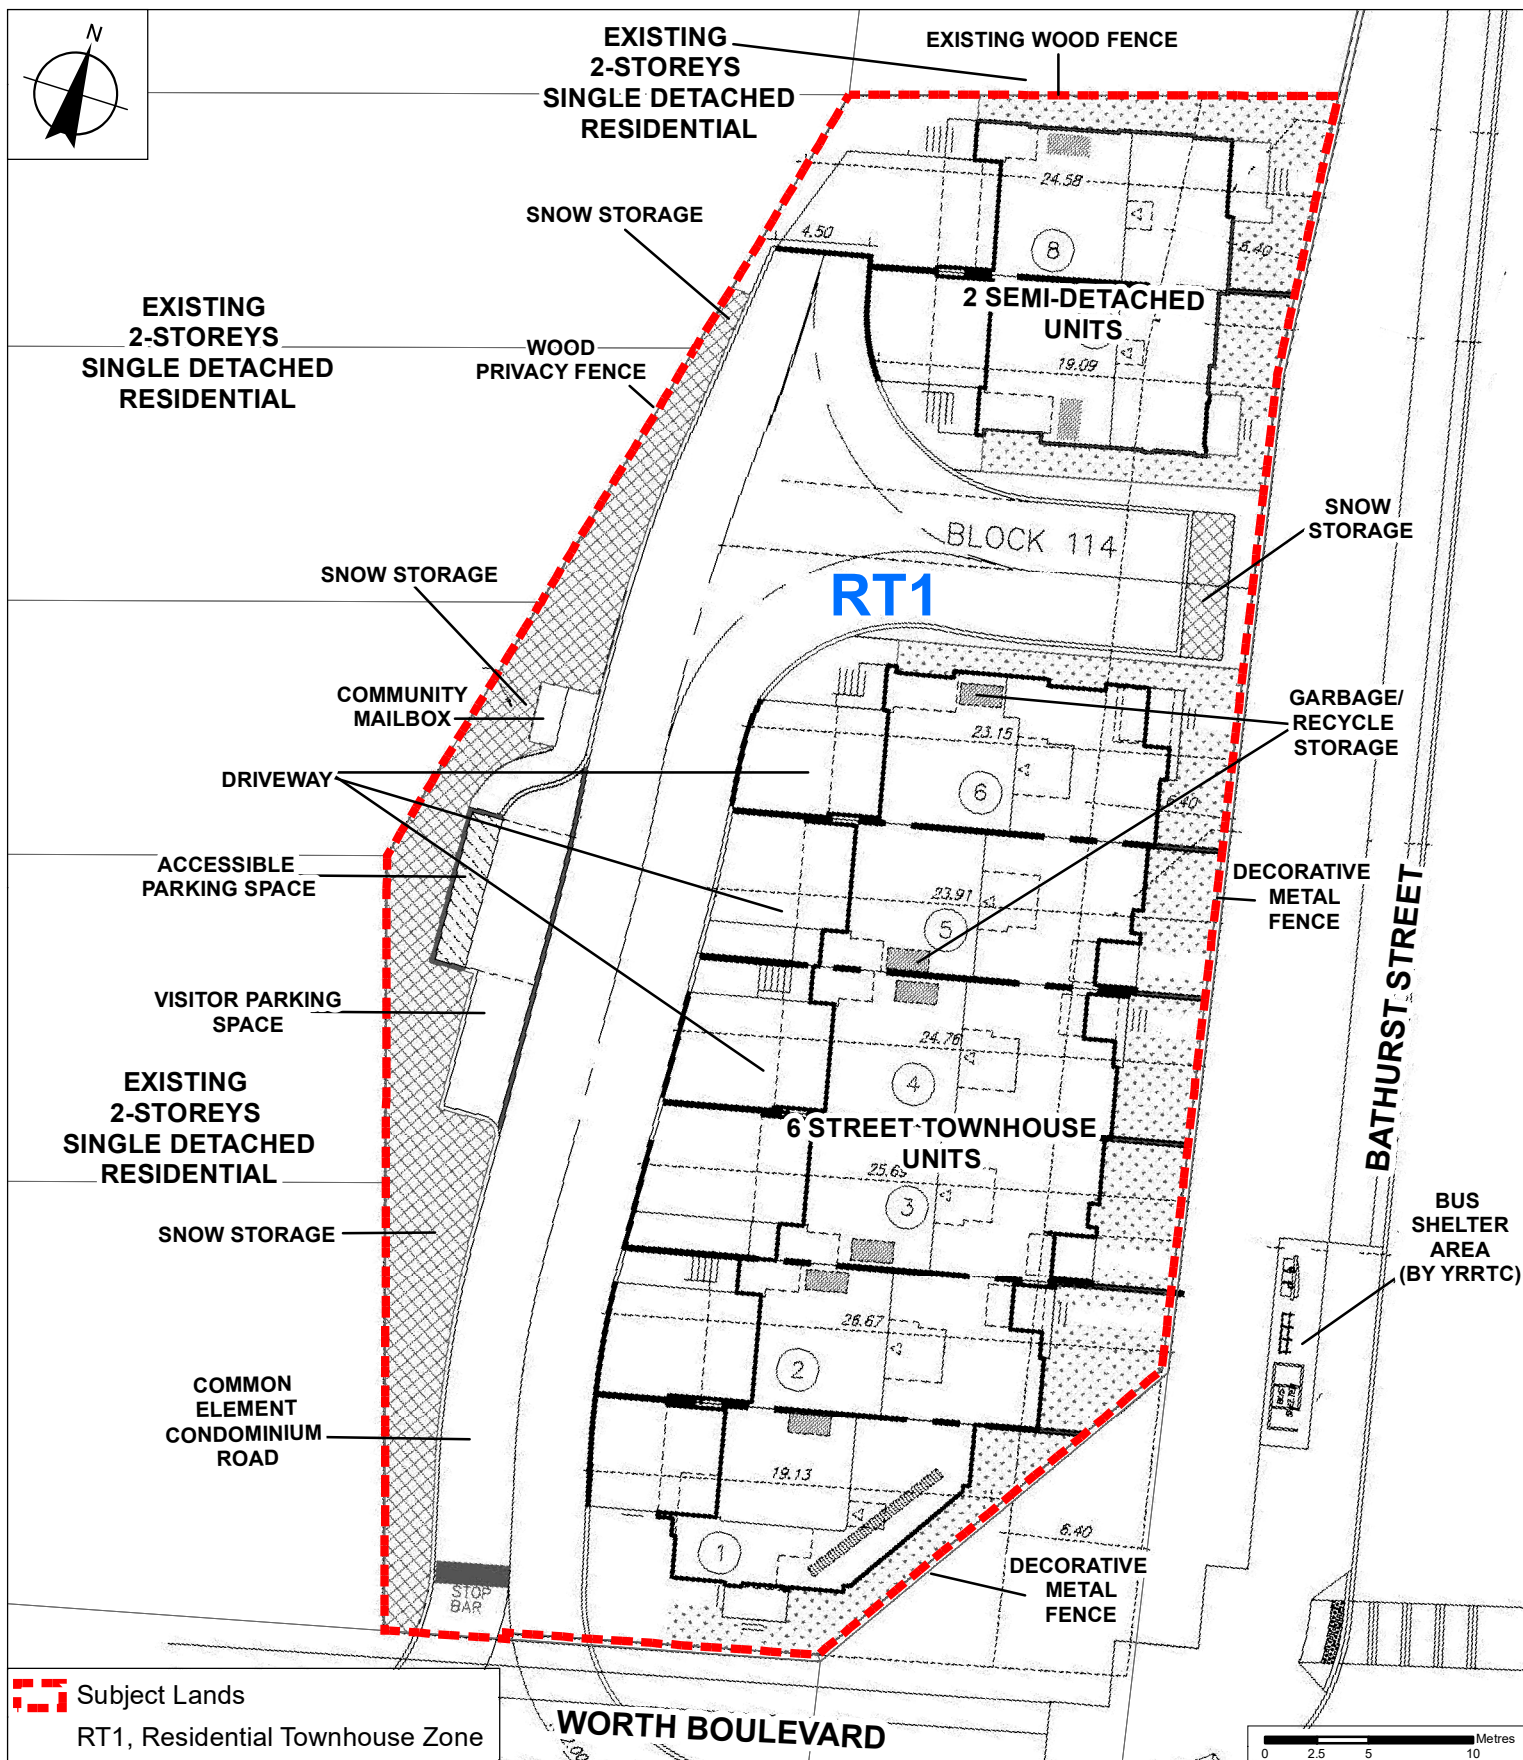 N
EXISTING
2-STOREYS
SINGLE DETACHED
RESIDENTIAL
EXISTING WOOD FENCE
24.58
SNOW STORAGE
4.50
8
6.40
EXISTING
2-STOREYS
SINGLE DETACHED
RESIDENTIAL
2 SEMI-DETACHED
UNITS
WOOD
PRIVACY FENCE
19.09
SNOW
STORAGE
BLOCK 114
SNOW STORAGE
RT1
COMMUNITY
MAILBOX
GARBAGE/
RECYCLE
STORAGE
23.15
DRIVEWAY
6
6.40
ACCESSIBLE
PARKING SPACE
23.91
5
DECORATIVE
METAL
FENCE
BATHURST STREET
VISITOR PARKING
SPACE
24.76
4
EXISTING
2-STOREYS
SINGLE DETACHED
RESIDENTIAL
6 STREET TOWNHOUSE
UNITS
25.69
3
SNOW STORAGE
BUS
SHELTER
AREA
(BY YRRTC)
26.67
2
COMMON
ELEMENT
CONDOMINIUM
ROAD
19.13
1
6.40
DECORATIVE
METAL
FENCE
STOP
BAR
Subject Lands
RT1, Residential Townhouse Zone
WORTH BOULEVARD
Metres
0 2.5 5 10